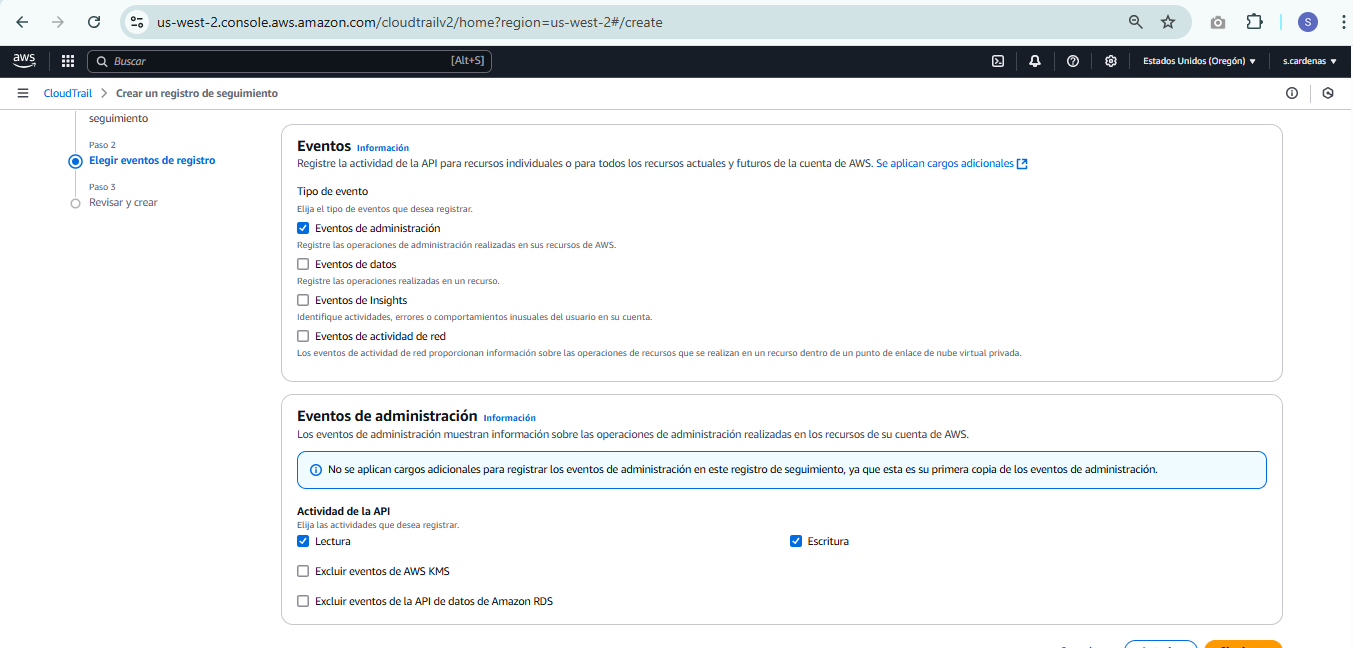 us-west-2.console.aws.amazon.com/cloudtrailv2/home?region=us-west-2#/create
S
aws
Buscar
[Alt+S]
Estados Unidos (Oregón)
s.cardenas
CloudTrail
Crear un registro de seguimiento
seguimiento
Paso 2
Elegir eventos de registro
Paso 3
Revisar y crear
Eventos Información
Registre la actividad de la API para recursos individuales o para todos los recursos actuales y futuros de la cuenta de AWS. Se aplican cargos adicionales
Tipo de evento
Elija el tipo de eventos que desea registrar.
Eventos de administración
Registre las operaciones de administración realizadas en sus recursos de AWS.
Eventos de datos
Registre las operaciones realizadas en un recurso.
Eventos de Insights
Identifique actividades, errores o comportamientos inusuales del usuario en su cuenta.
Eventos de actividad de red
Los eventos de actividad de red proporcionan información sobre las operaciones de recursos que se realizan en un recurso dentro de un punto de enlace de nube virtual privada.
Eventos de administración Información
Los eventos de administración muestran información sobre las operaciones de administración realizadas en los recursos de su cuenta de AWS.
No se aplican cargos adicionales para registrar los eventos de administración en este registro de seguimiento, ya que esta es su primera copia de los eventos de administración.
Actividad de la API
Elija las actividades que desea registrar.
Lectura
Escritura
Excluir eventos de AWS KMS
Excluir eventos de la API de datos de Amazon RDS